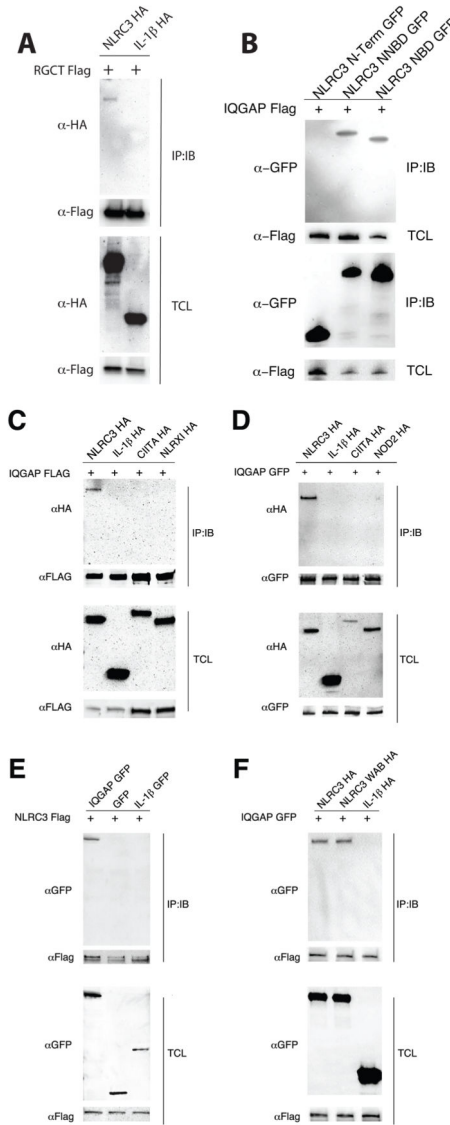 A
NLRC3 HA
IL-1β HA
RGCT Flag + +
α-HA
IP:IB
α-Flag
α-HA
TCL
α-Flag
B
NLRC3 N-Term GFP
NLRC3 NNBD GFP
NLRC3 NBD GFP
IQGAP Flag + + +
α-GFP
IP:IB
α-Flag
TCL
α-GFP
IP:IB
α-Flag
TCL
C
NLRC3 HA
IL-1β HA
CIITA HA
NLRXI HA
IQGAP FLAG + + + +
αHA
IP:IB
αFLAG
αHA
TCL
αFLAG
D
NLRC3 HA
IL-1β HA
CIITA HA
NOD2 HA
IQGAP GFP + + + +
αHA
IP:IB
αGFP
αHA
TCL
αGFP
E
IQGAP GFP
GFP
IL-1β GFP
NLRC3 Flag + + +
αGFP
IP:IB
αFlag
αGFP
TCL
αFlag
F
NLRC3 HA
NLRC3 WAB HA
IL-1β HA
IQGAP GFP + + +
αGFP
IP:IB
αFlag
αGFP
TCL
αFlag